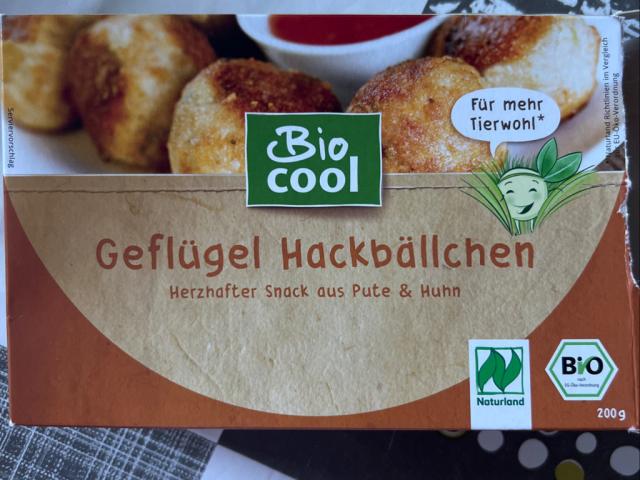 Serviervorschlag
Bio
cool
Für mehr
Tierwohl*
Naturland Richtlinien im Vergleich
EU-Öko-Verordnung
Geflügel Hackbällchen
Herzhafter Snack aus Pute & Huhn
Naturland
BiO
nach
EG-Öko-Verordnung
200g